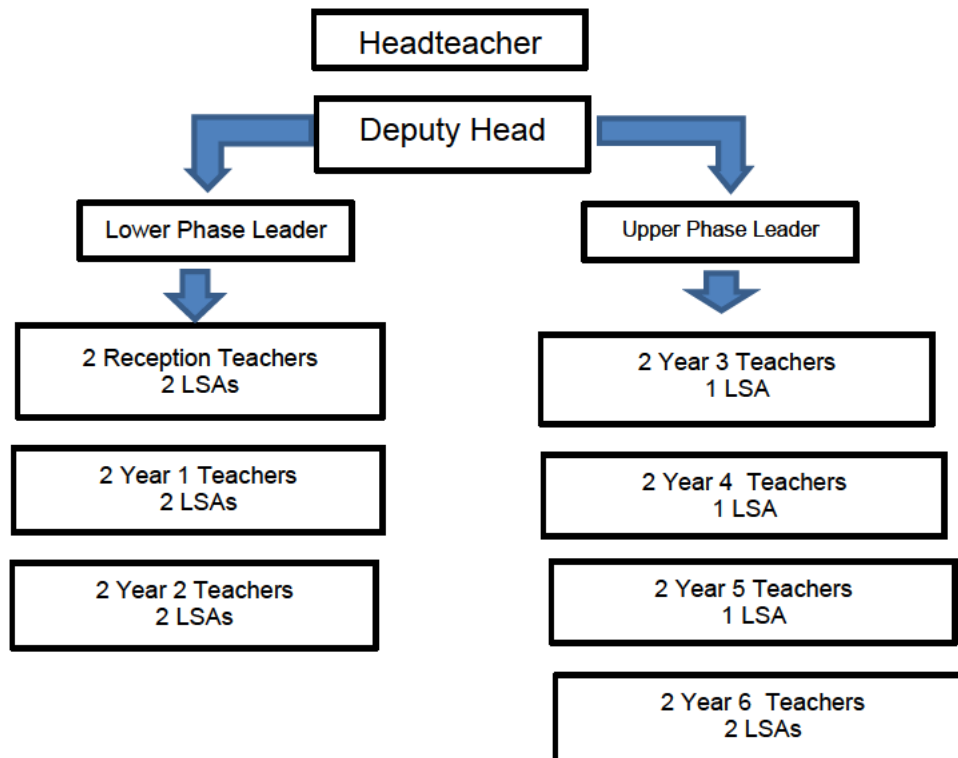 Headteacher
Deputy Head
Lower Phase Leader
Upper Phase Leader
2 Reception Teachers
2 LSAs
2 Year 1 Teachers
2 LSAs
2 Year 2 Teachers
2 LSAs
2 Year 3 Teachers
1 LSA
2 Year 4  Teachers
1 LSA
2 Year 5 Teachers
1 LSA
2 Year 6  Teachers
2 LSAs